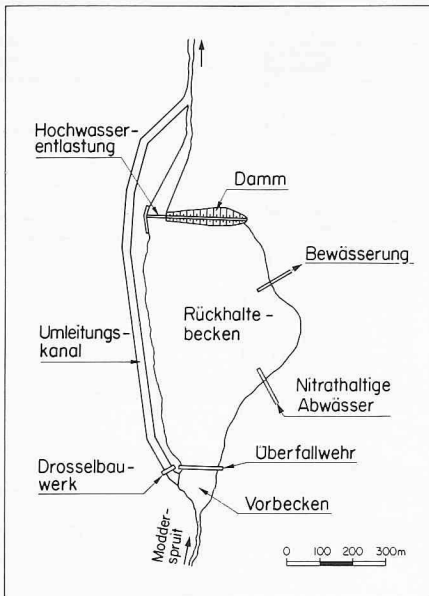 Hochwasser-
entlastung
Damm
Bewässerung
Rückhalte-
becken
Umleitungs-
kanal
Nitrathaltige
Abwässer
Überfallwehr
Drosselbau-
werk
Vorbecken
Modder-
spruit
0 100 200 300m